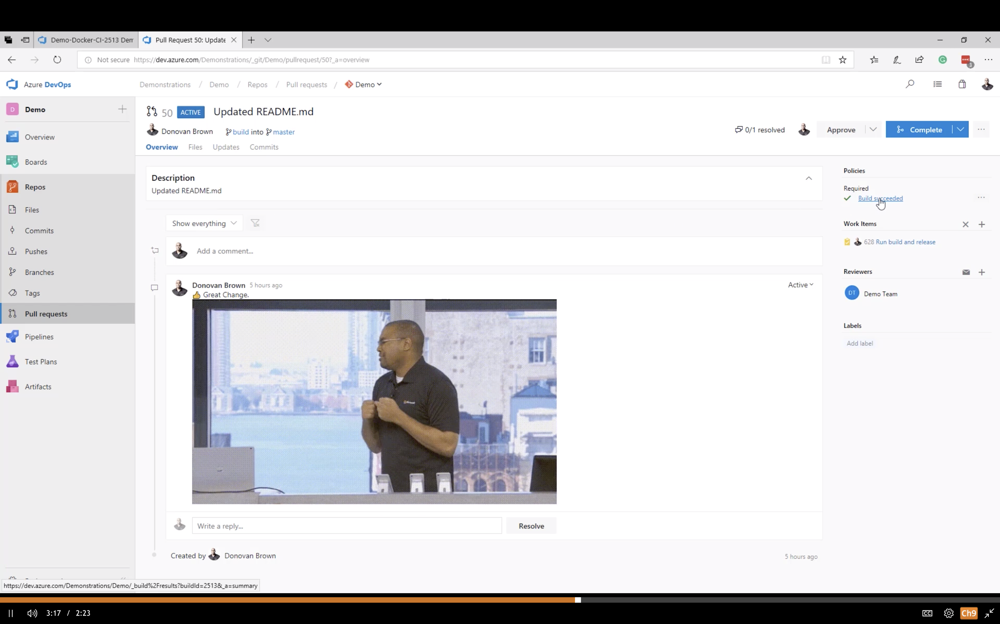 Demo-Docker-CI-2513 Dem
Pull Request 50: Update
Not secure https://dev.azure.com/Demonstrations/_git/Demo/pullrequest/50?_a=overview
3
Azure DevOps
Demonstrations / Demo / Repos / Pull requests / Demo
D Demo
50 ACTIVE Updated README.md
Donovan Brown build into master
0/1 resolved Approve Complete
Overview Files Updates Commits
Overview
Boards
Repos
Files
Commits
Pushes
Branches
Tags
Pull requests
Pipelines
Test Plans
Artifacts
Description
Updated README.md
Show everything
Add a comment...
Donovan Brown 5 hours ago
Active
👍 Great Change.
Write a reply...
Resolve
Created by Donovan Brown
5 hours ago
Policies
Required
Build succeeded
Work Items
628 Run build and release
Reviewers
DT Demo Team
Labels
Add label
https://dev.azure.com/Demonstrations/Demo/_build%2Fresults?buildId=2513&_a=summary
3:17 / 2:23
CC
Ch9